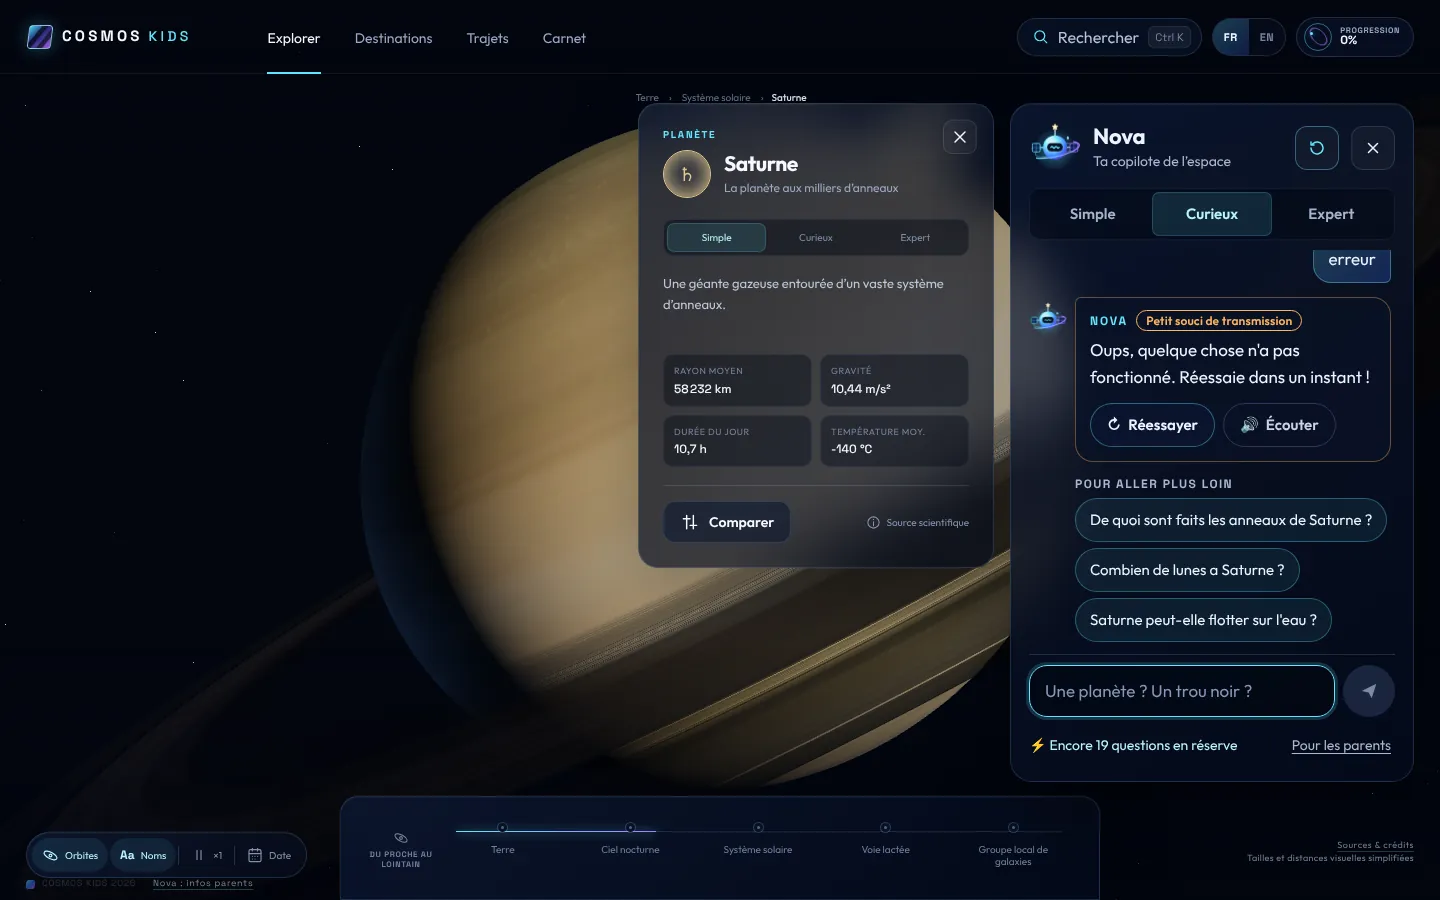 COSMOS KIDS
Explorer
Destinations
Trajets
Carnet
Rechercher
Ctrl K
FR
EN
PROGRESSION
0%
Terre › Système solaire › Saturne
PLANÈTE
♄
Saturne
La planète aux milliers d'anneaux
Simple
Curieux
Expert
Une géante gazeuse entourée d'un vaste système
d'anneaux.
RAYON MOYEN
58 232 km
GRAVITÉ
10,44 m/s²
DURÉE DU JOUR
10,7 h
TEMPÉRATURE MOY.
-140 °C
Comparer
Source scientifique
Nova
Ta copilote de l'espace
Simple
Curieux
Expert
erreur
NOVA
Petit souci de transmission
Oups, quelque chose n'a pas
fonctionné. Réessaie dans un instant !
Réessayer
Écouter
POUR ALLER PLUS LOIN
De quoi sont faits les anneaux de Saturne ?
Combien de lunes a Saturne ?
Saturne peut-elle flotter sur l'eau ?
Une planète ? Un trou noir ?
Encore 19 questions en réserve
Pour les parents
Orbites
Aa Noms
×1
Date
COSMOS KIDS 2026
Nova : infos parents
DU PROCHE AU
LOINTAIN
Terre
Ciel nocturne
Système solaire
Voie lactée
Groupe local de
galaxies
Sources & crédits
Tailles et distances visuelles simplifiées